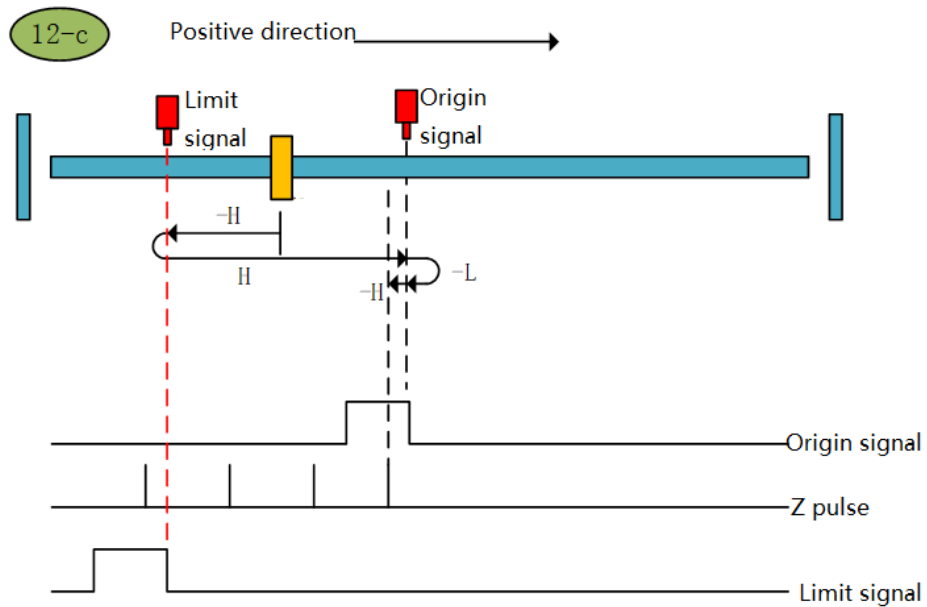 12-c
Positive direction
Limit
signal
Origin
signal
-H
H
-L
-H
Origin signal
Z pulse
Limit signal